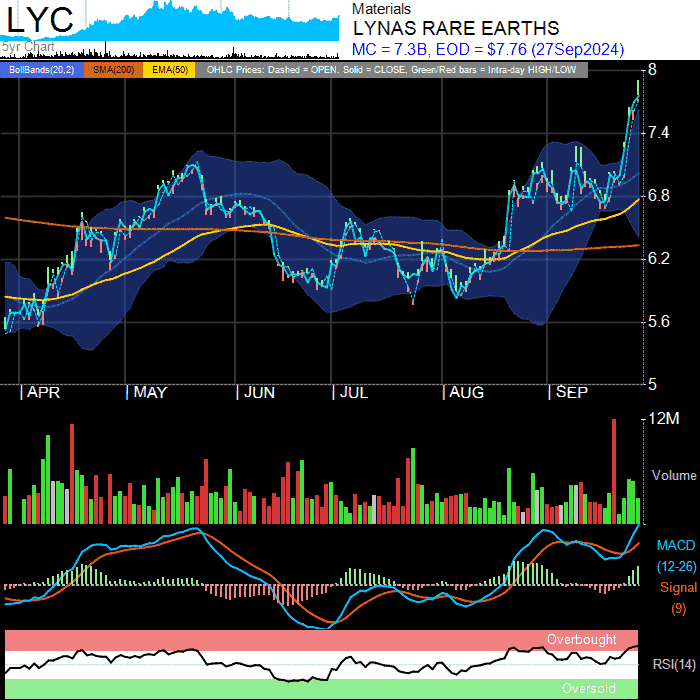 LYC
5yr Chart
Materials
LYNAS RARE EARTHS
MC = 7.3B, EOD = $7.76 (27Sep2024)
BollBands(20,2) SMA(200) EMA(50) OHLC Prices: Dashed = OPEN, Solid = CLOSE, Green/Red bars = Intra-day HIGH/LOW
8
7.4
6.8
6.2
5.6
5
| APR | MAY | JUN | JUL | AUG | SEP
12M
Volume
MACD
(12-26)
Signal
(9)
Overbought
RSI(14)
Oversold